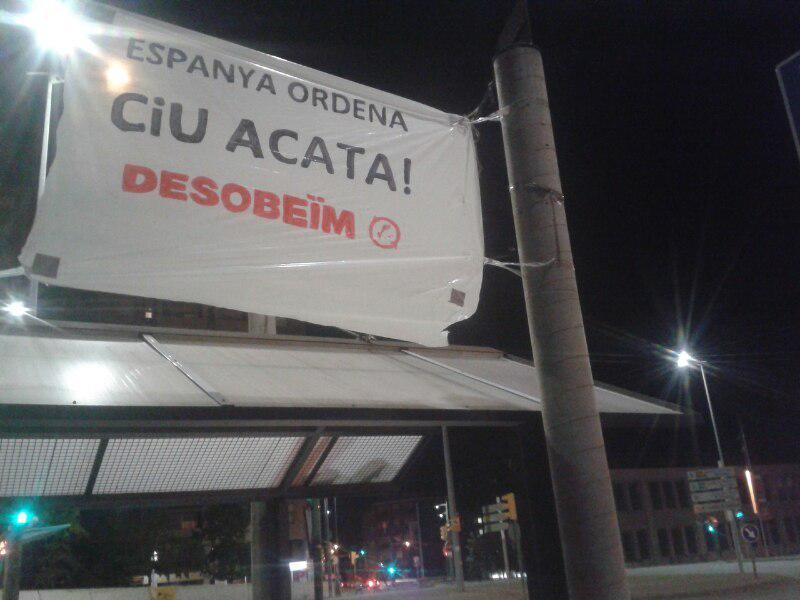 ESPANYA ORDENA
CiU ACATA!
DESOBEÏM